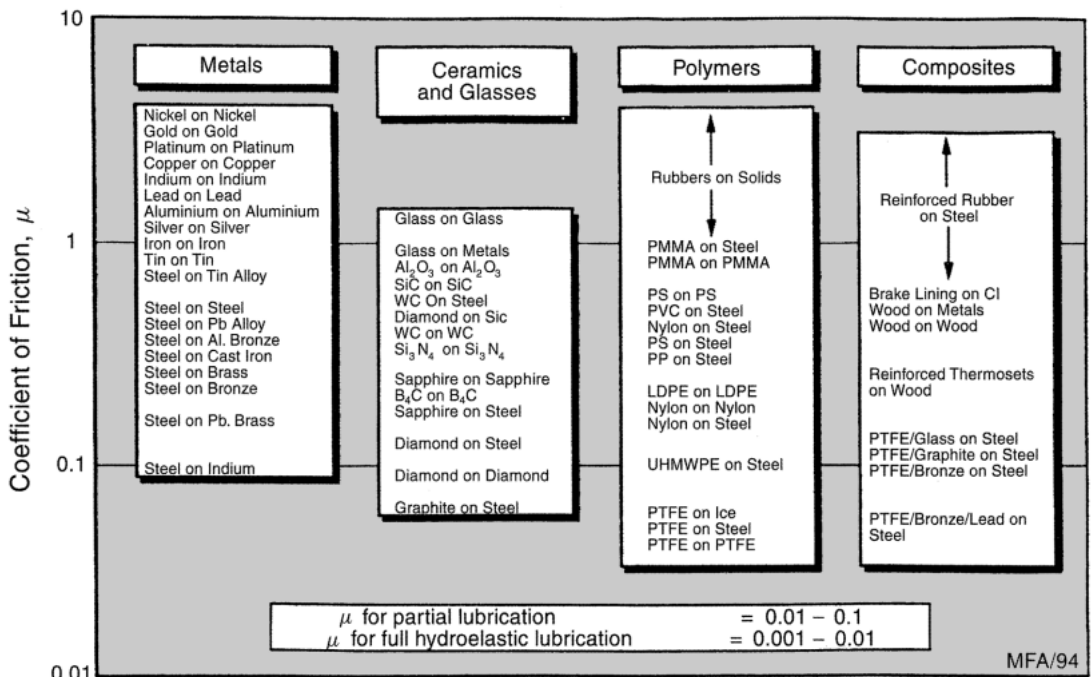 10
1
0.1
0.01
Coefficient of Friction, μ
Metals
Nickel on Nickel
Gold on Gold
Platinum on Platinum
Copper on Copper
Indium on Indium
Lead on Lead
Aluminium on Aluminium
Silver on Silver
Iron on Iron
Tin on Tin
Steel on Tin Alloy
Steel on Steel
Steel on Pb Alloy
Steel on Al. Bronze
Steel on Cast Iron
Steel on Brass
Steel on Bronze
Steel on Pb. Brass
Steel on Indium
Ceramics
and Glasses
Glass on Glass
Glass on Metals
Al₂O₃ on Al₂O₃
SiC on SiC
WC On Steel
Diamond on Sic
WC on WC
Si₃N₄ on Si₃N₄
Sapphire on Sapphire
B₄C on B₄C
Sapphire on Steel
Diamond on Steel
Diamond on Diamond
Graphite on Steel
Polymers
Rubbers on Solids
PMMA on Steel
PMMA on PMMA
PS on PS
PVC on Steel
Nylon on Steel
PS on Steel
PP on Steel
LDPE on LDPE
Nylon on Nylon
Nylon on Steel
UHMWPE on Steel
PTFE on Ice
PTFE on Steel
PTFE on PTFE
Composites
Reinforced Rubber
on Steel
Brake Lining on CI
Wood on Metals
Wood on Wood
Reinforced Thermosets
on Wood
PTFE/Glass on Steel
PTFE/Graphite on Steel
PTFE/Bronze on Steel
PTFE/Bronze/Lead on
Steel
μ for partial lubrication = 0.01 – 0.1
μ for full hydroelastic lubrication = 0.001 – 0.01
MFA/94